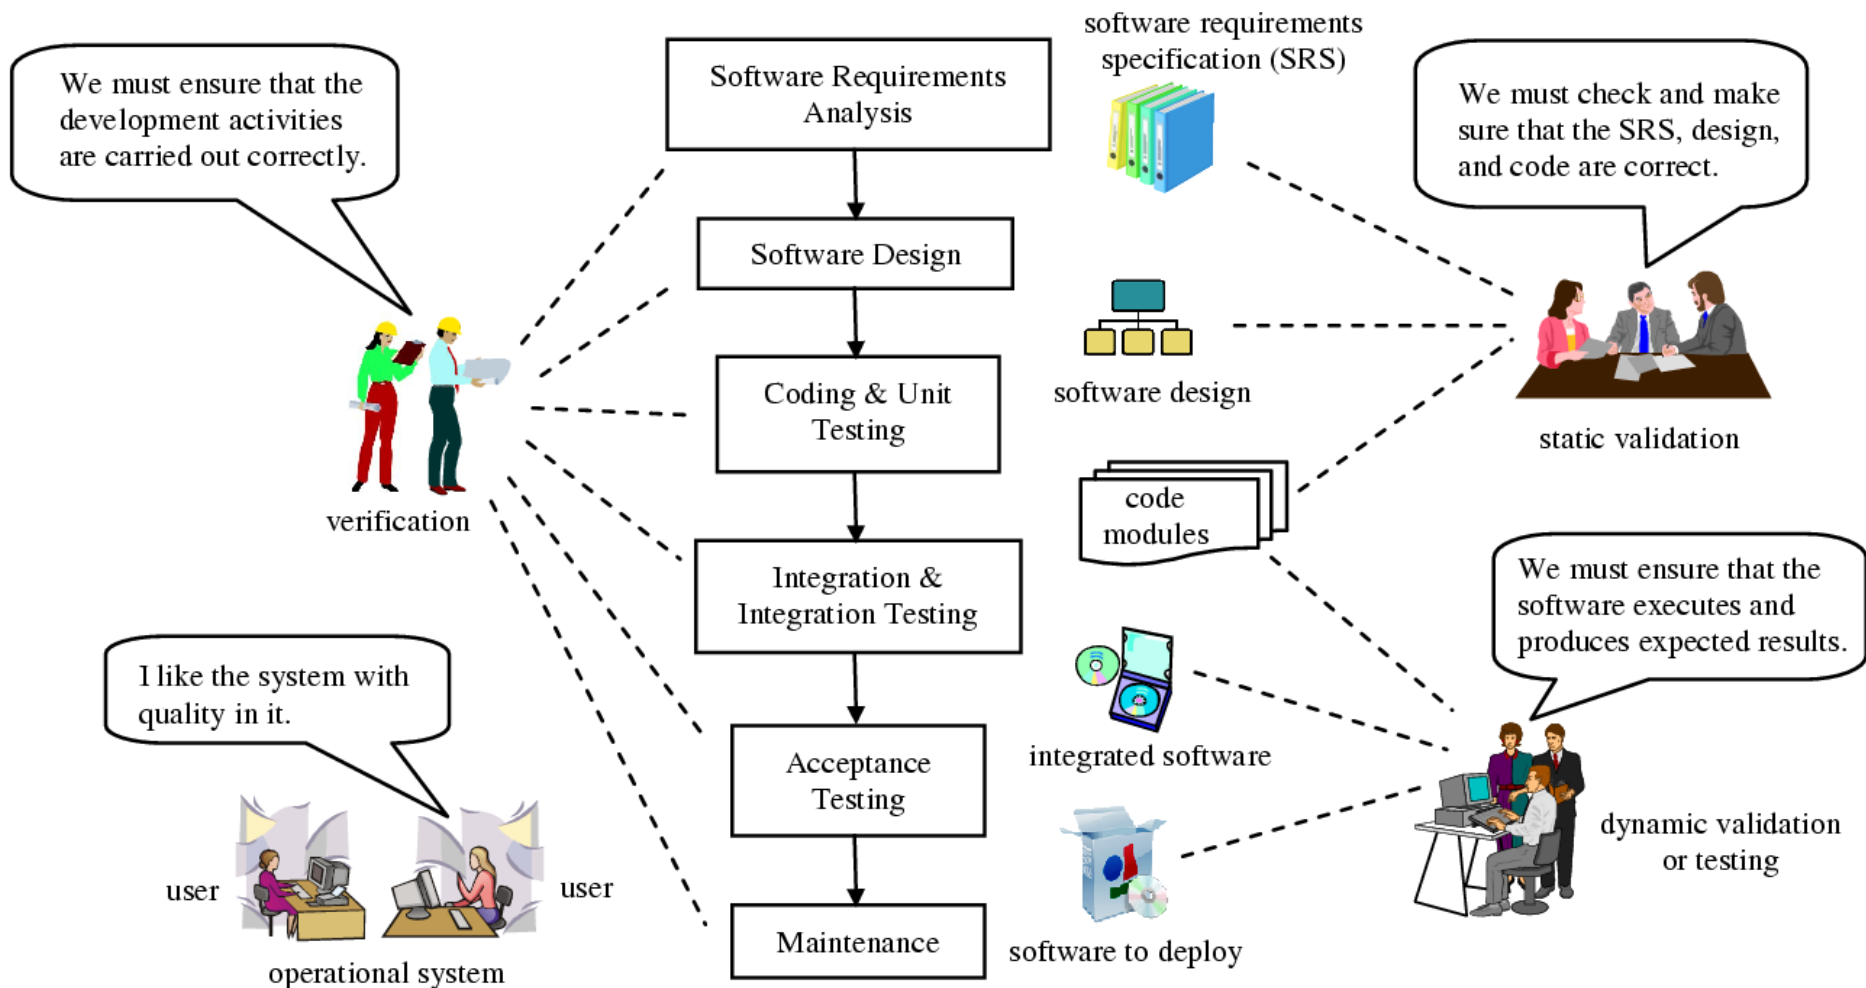 We must ensure that the
development activities
are carried out correctly.
verification
I like the system with
quality in it.
user
user
operational system
Software Requirements
Analysis
Software Design
Coding & Unit
Testing
Integration &
Integration Testing
Acceptance
Testing
Maintenance
software requirements
specification (SRS)
software design
code
modules
integrated software
software to deploy
We must check and make
sure that the SRS, design,
and code are correct.
static validation
We must ensure that the
software executes and
produces expected results.
dynamic validation
or testing